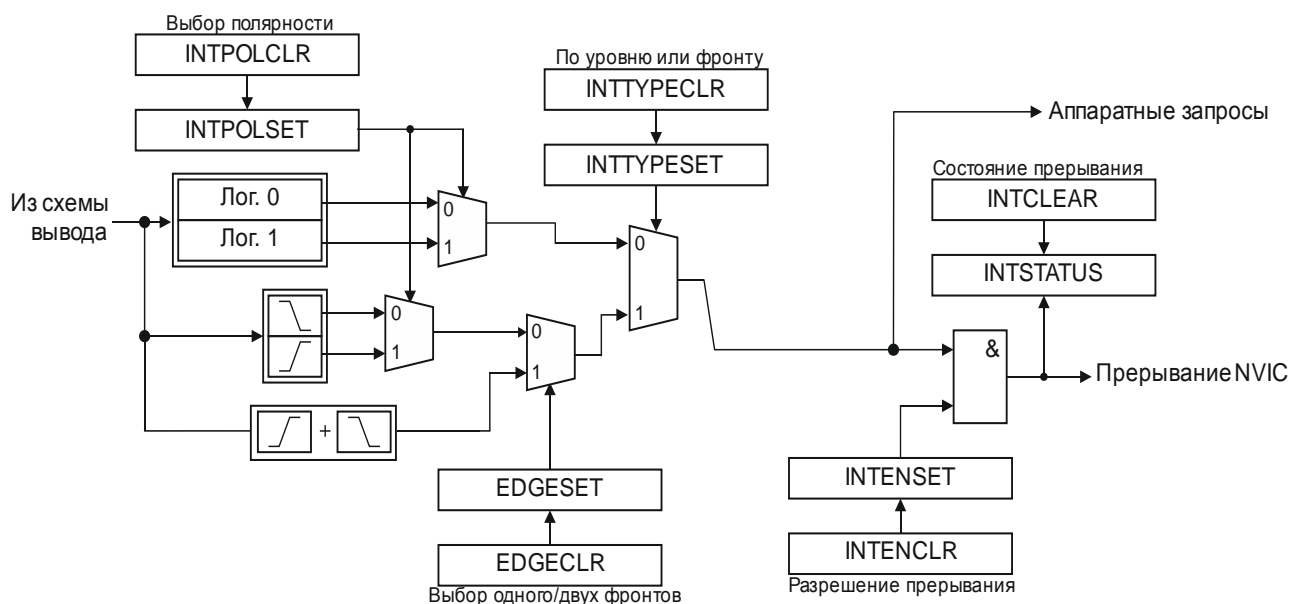 Выбор полярности
INTPOLCLR
INTPOLSET
По уровню или фронту
INTTYPECLR
INTTYPESET
Аппаратные запросы
Состояние прерывания
INTCLEAR
INTSTATUS
Из схемы
вывода
Лог. 0
Лог. 1
0
1
0
1
0
1
0
1
+
&
Прерывание NVIC
EDGESET
EDGECLR
Выбор одного/двух фронтов
INTENSET
INTENCLR
Разрешение прерывания